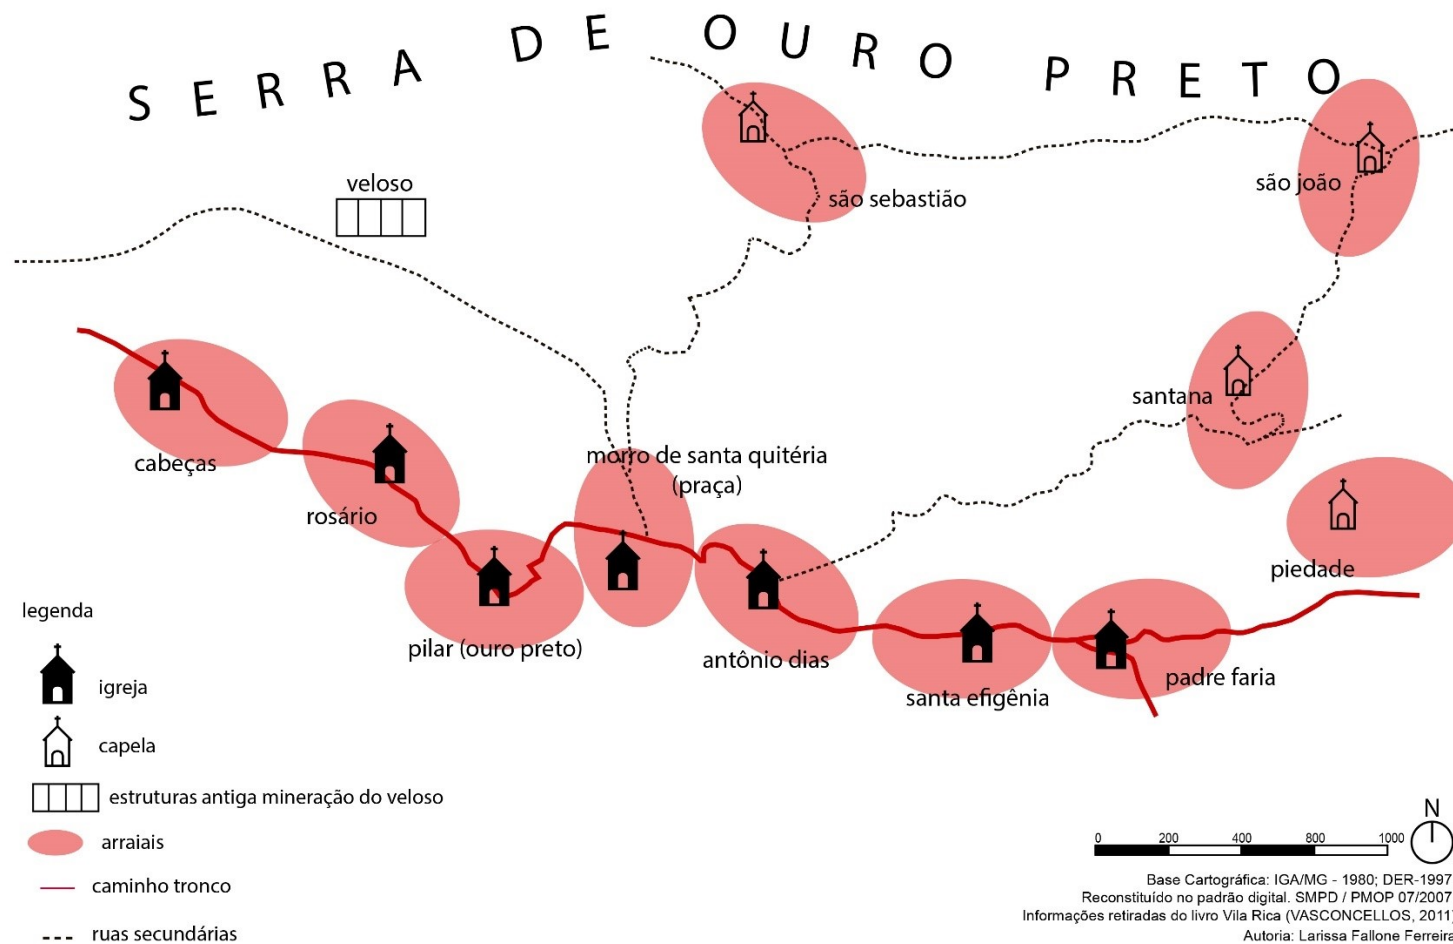 SERRA DE OURO PRETO
veloso
são sebastião
são joão
santana
cabeças
morro de santa quitéria
(praça)
rosário
piedade
pilar (ouro preto)
antônio dias
santa efigênia
padre faria
legenda
igreja
capela
estruturas antiga mineração do veloso
arraiais
caminho tronco
ruas secundárias
N
0 200 400 800 1000
Base Cartográfica: IGA/MG - 1980; DER-1997
Reconstituído no padrão digital. SMPD / PMOP 07/2007
Informações retiradas do livro Vila Rica (VASCONCELLOS, 2011)
Autoria: Larissa Fallone Ferreira